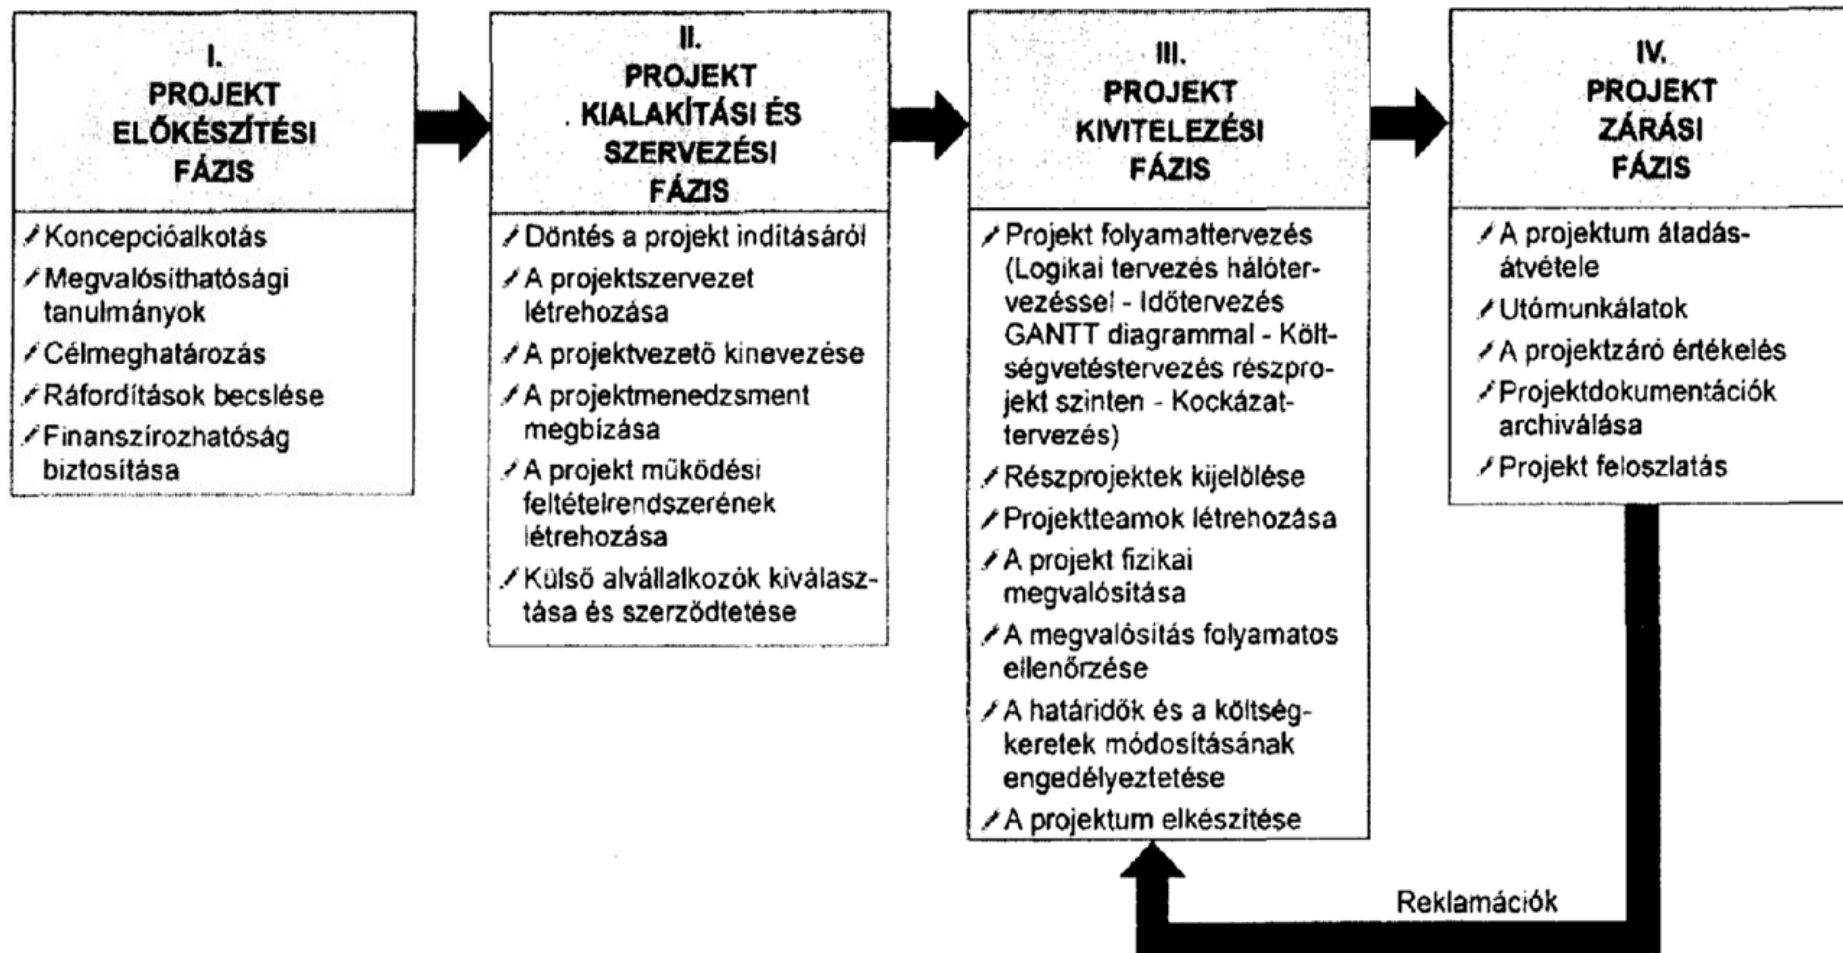 I.
PROJEKT
ELŐKÉSZÍTÉSI
FÁZIS
Koncepcióalkotás
Megvalósíthatósági
tanulmányok
Célmeghatározás
Ráfordítások becslése
Finanszírozhatóság
biztosítása
II.
PROJEKT
KIALAKÍTÁSI ÉS
SZERVEZÉSI
FÁZIS
Döntés a projekt indításáról
A projektszervezet
létrehozása
A projektvezető kinevezése
A projektmenedzsment
megbízása
A projekt működési
feltételrendszerének
létrehozása
Külső alvállalkozók kiválasz-
tása és szerződtetése
III.
PROJEKT
KIVITELEZÉSI
FÁZIS
Projekt folyamattervezés
(Logikai tervezés hálóter-
vezéssel - Időtervezés
GANTT diagrammal - Költ-
ségvetéstervezés részpro-
jekt szinten - Kockázat-
tervezés)
Részprojektek kijelölése
Projektteamok létrehozása
A projekt fizikai
megvalósítása
A megvalósítás folyamatos
ellenőrzése
A határidők és a költség-
keretek módosításának
engedélyeztetése
A projektum elkészítése
IV.
PROJEKT
ZÁRÁSI
FÁZIS
A projektum átadás-
átvétele
Utómunkálatok
A projektzáró értékelés
Projektdokumentációk
archiválása
Projekt feloszlatás
Reklamációk